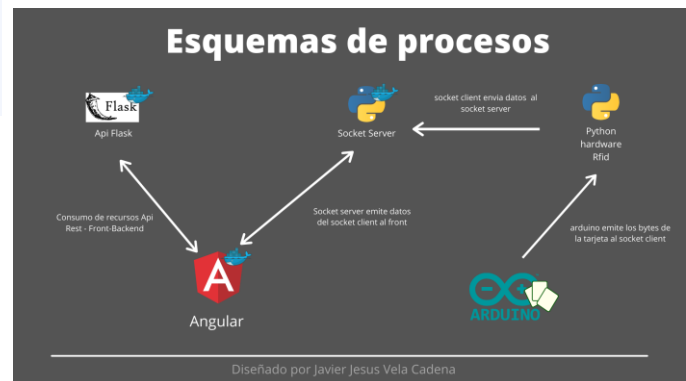 Esquemas de procesos
Flask
Api Flask
Socket Server
socket client envia datos al
socket server
Python
hardware
Rfid
Consumo de recursos Api
Rest - Front-Backend
Socket server emite datos
del socket client al front
arduino emite los bytes de
la tarjeta al socket client
A
Angular
ARDUINO
Diseñado por Javier Jesus Vela Cadena